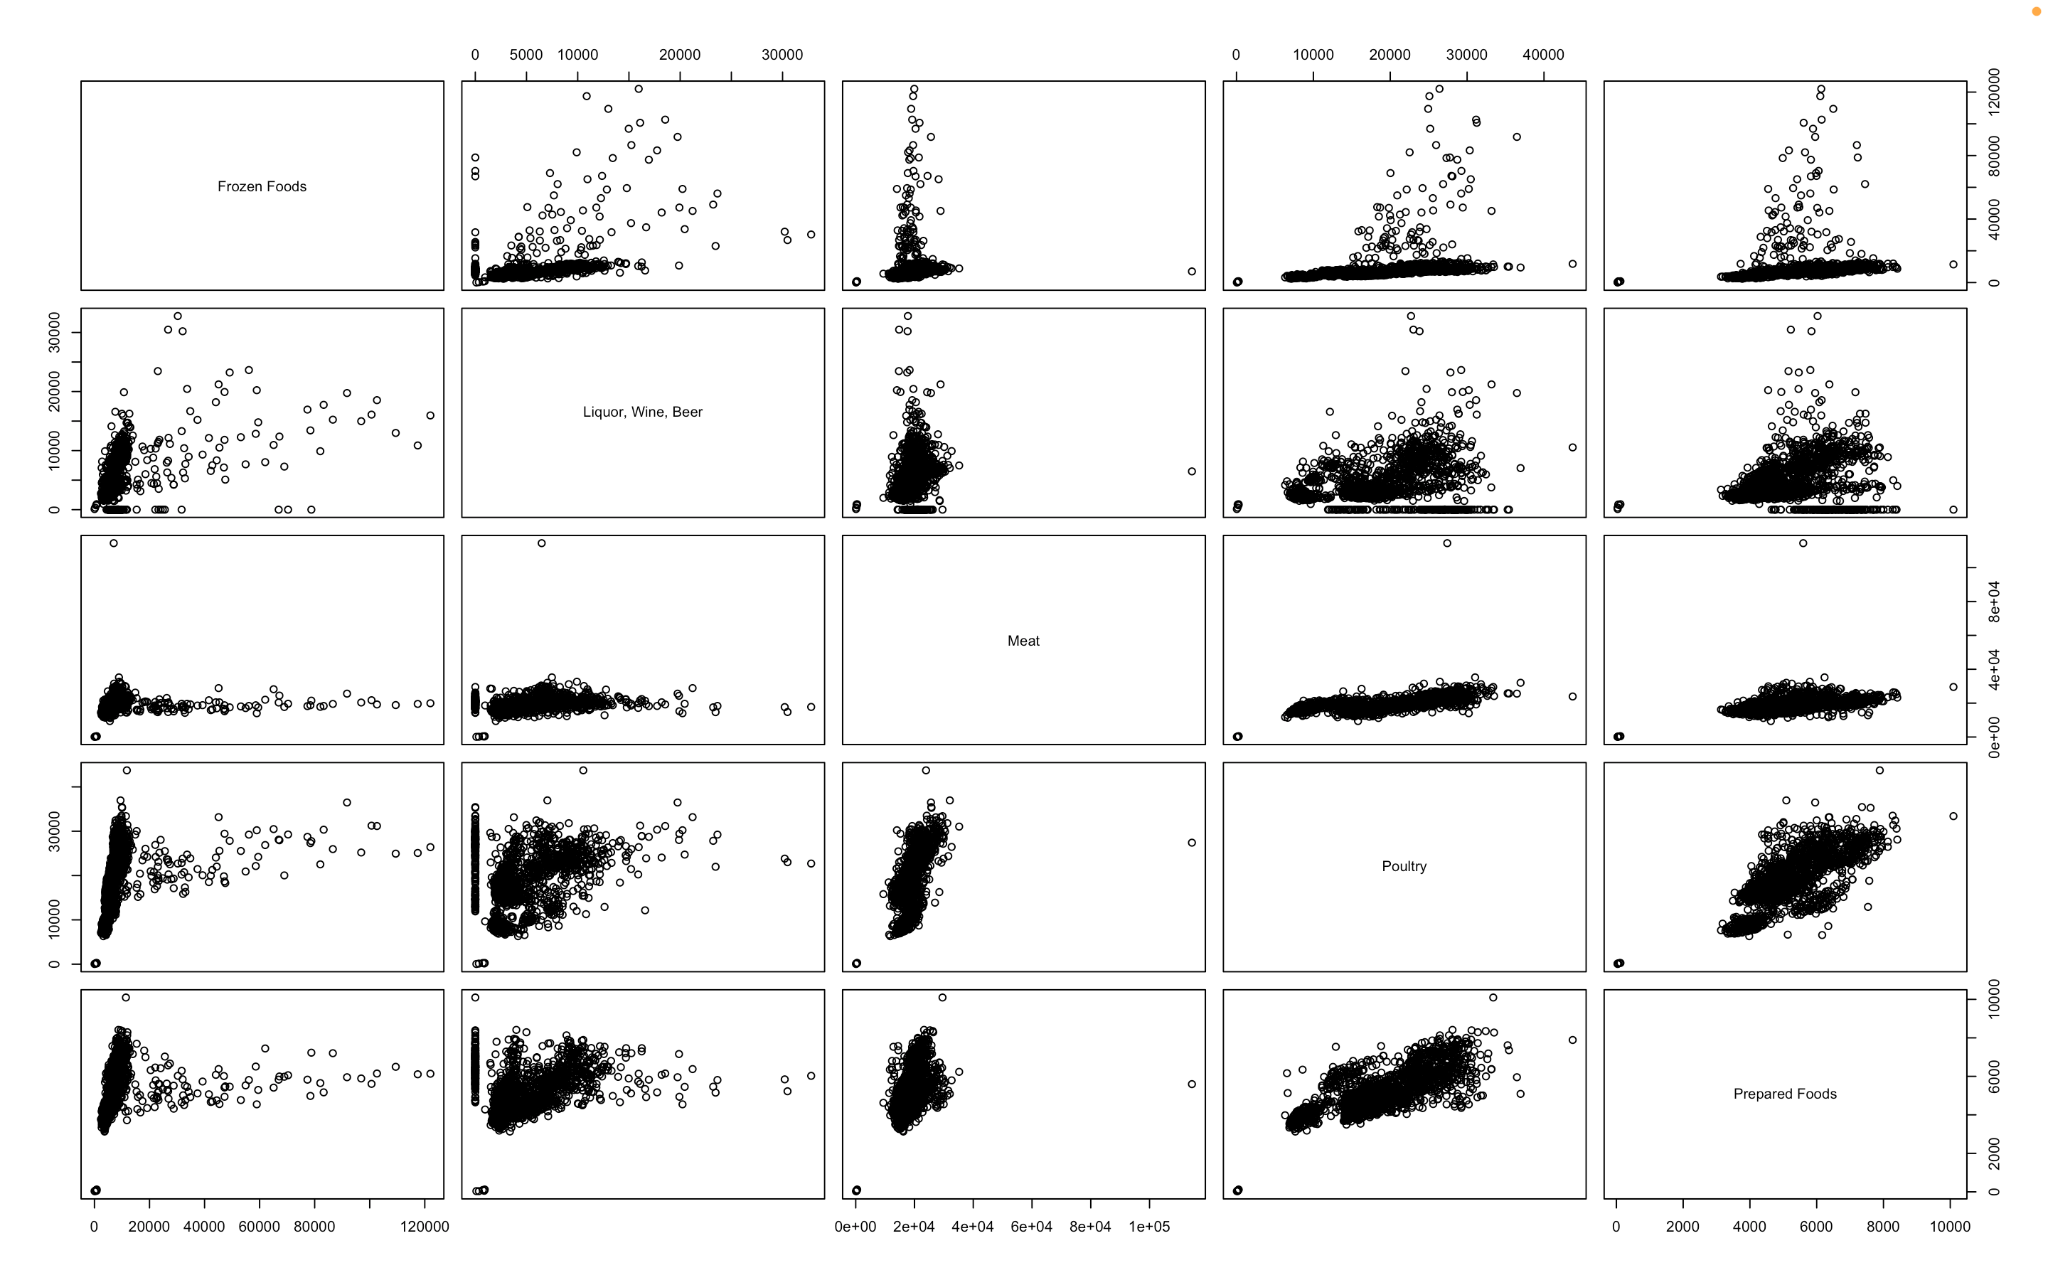 0 5000 10000 20000 30000
0 10000 20000 30000 40000
Frozen Foods
0 40000 80000 120000
0 10000 20000 30000
Liquor, Wine, Beer
Meat
0e+00 4e+04 8e+04
0 10000 30000
Poultry
Prepared Foods
0 2000 6000 10000
0 20000 40000 60000 80000 120000
0e+00 2e+04 4e+04 6e+04 8e+04 1e+05
0 2000 4000 6000 8000 10000